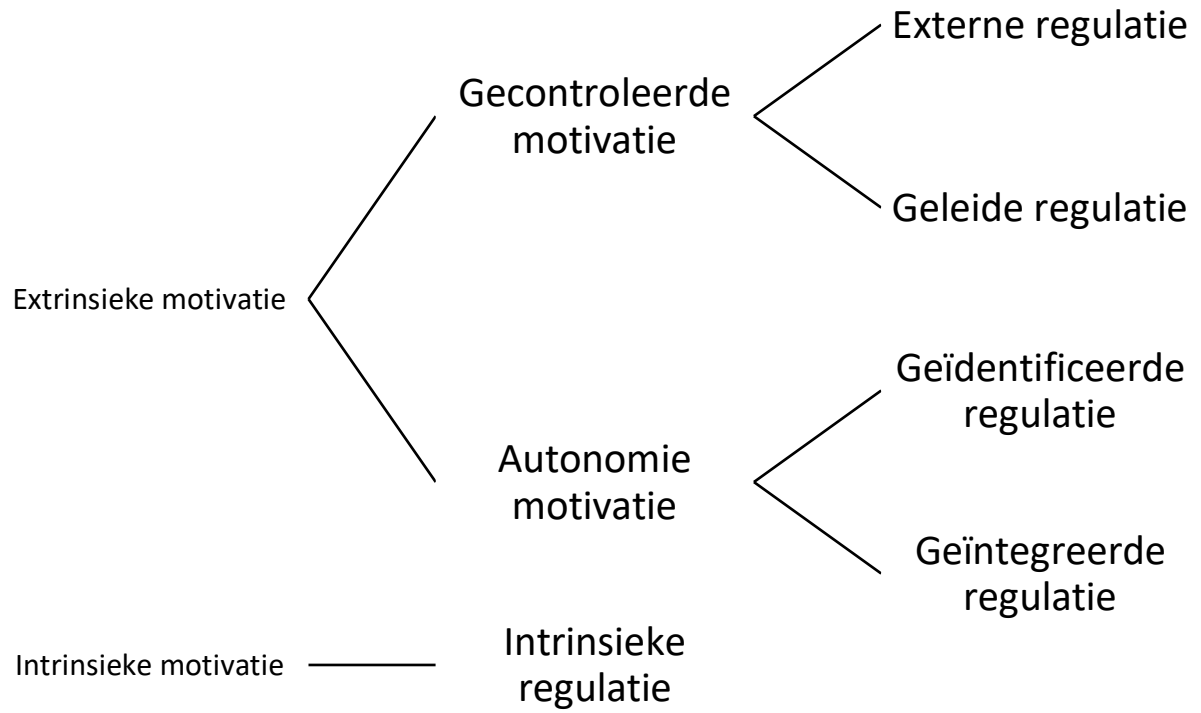 Externe regulatie
Gecontroleerde
motivatie
Geleide regulatie
Extrinsieke motivatie
Geïdentificeerde
regulatie
Autonomie
motivatie
Geïntegreerde
regulatie
Intrinsieke motivatie
Intrinsieke
regulatie